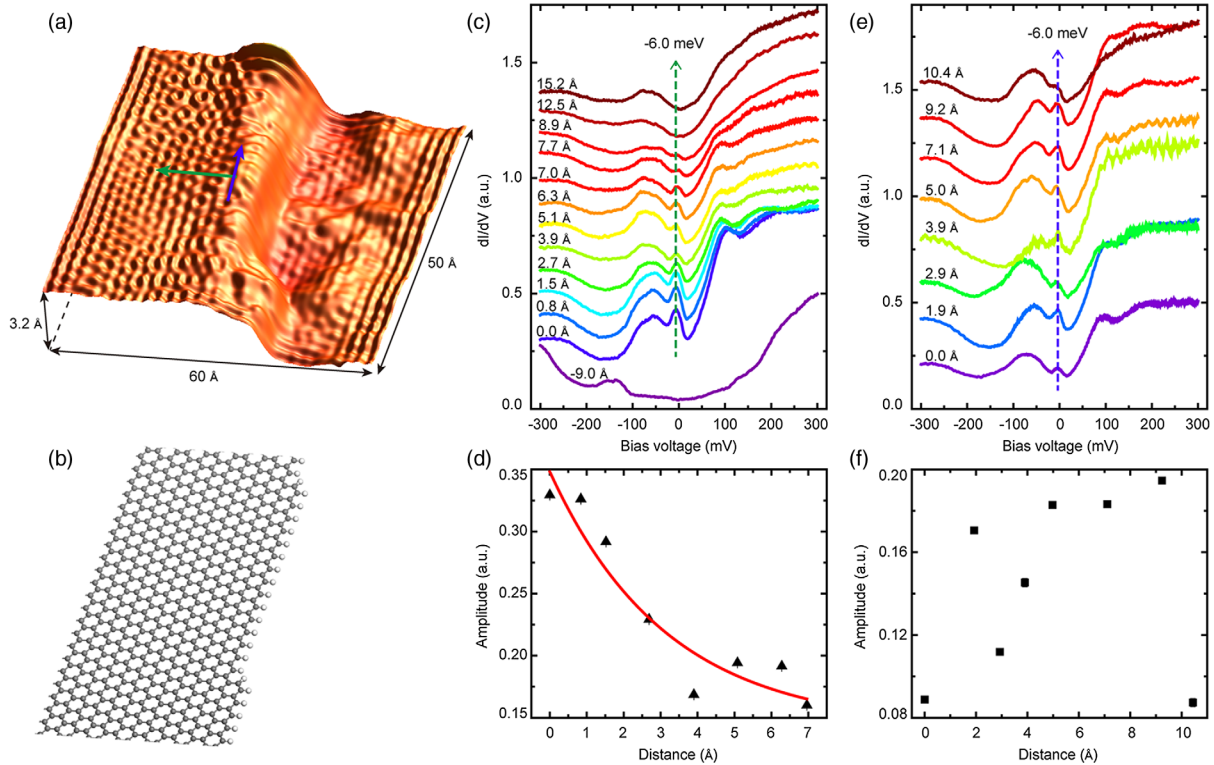 (a)
3.2 Å
60 Å
50 Å
(b)
(c)
dI/dV (a.u.)
1.5
1.0
0.5
0.0
-6.0 meV
15.2 Å
12.5 Å
8.9 Å
7.7 Å
7.0 Å
6.3 Å
5.1 Å
3.9 Å
2.7 Å
1.5 Å
0.8 Å
0.0 Å
-9.0 Å
-300 -200 -100 0 100 200 300
Bias voltage (mV)
(d)
Amplitude (a.u.)
0.35
0.30
0.25
0.20
0.15
0 1 2 3 4 5 6 7
Distance (Å)
(e)
dI/dV (a.u.)
1.5
1.0
0.5
0.0
-6.0 meV
10.4 Å
9.2 Å
7.1 Å
5.0 Å
3.9 Å
2.9 Å
1.9 Å
0.0 Å
-300 -200 -100 0 100 200 300
Bias voltage (mV)
(f)
Amplitude (a.u.)
0.20
0.16
0.12
0.08
0 2 4 6 8 10
Distance (Å)